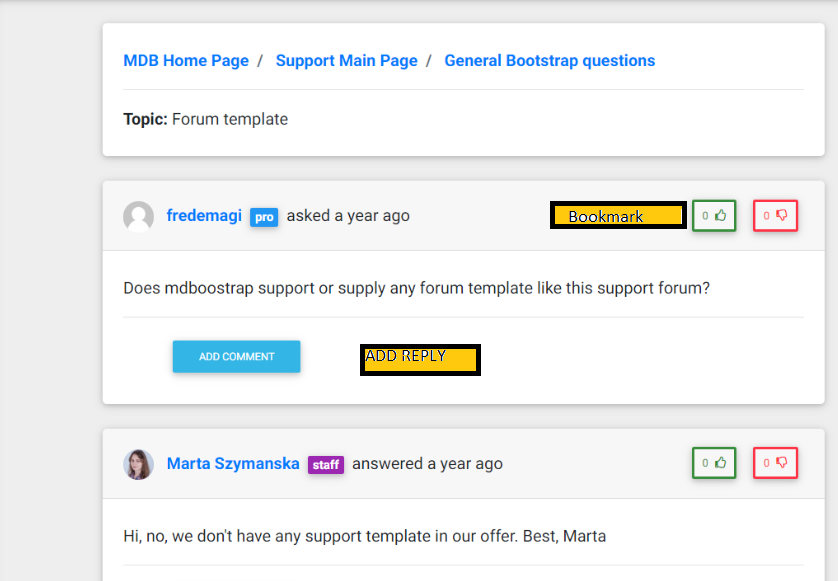 MDB Home Page / Support Main Page / General Bootstrap questions
Topic: Forum template
fredemagi pro asked a year ago Bookmark 0 0
Does mdboostrap support or supply any forum template like this support forum?
ADD COMMENT ADD REPLY
Marta Szymanska staff answered a year ago 0 0
Hi, no, we don't have any support template in our offer. Best, Marta